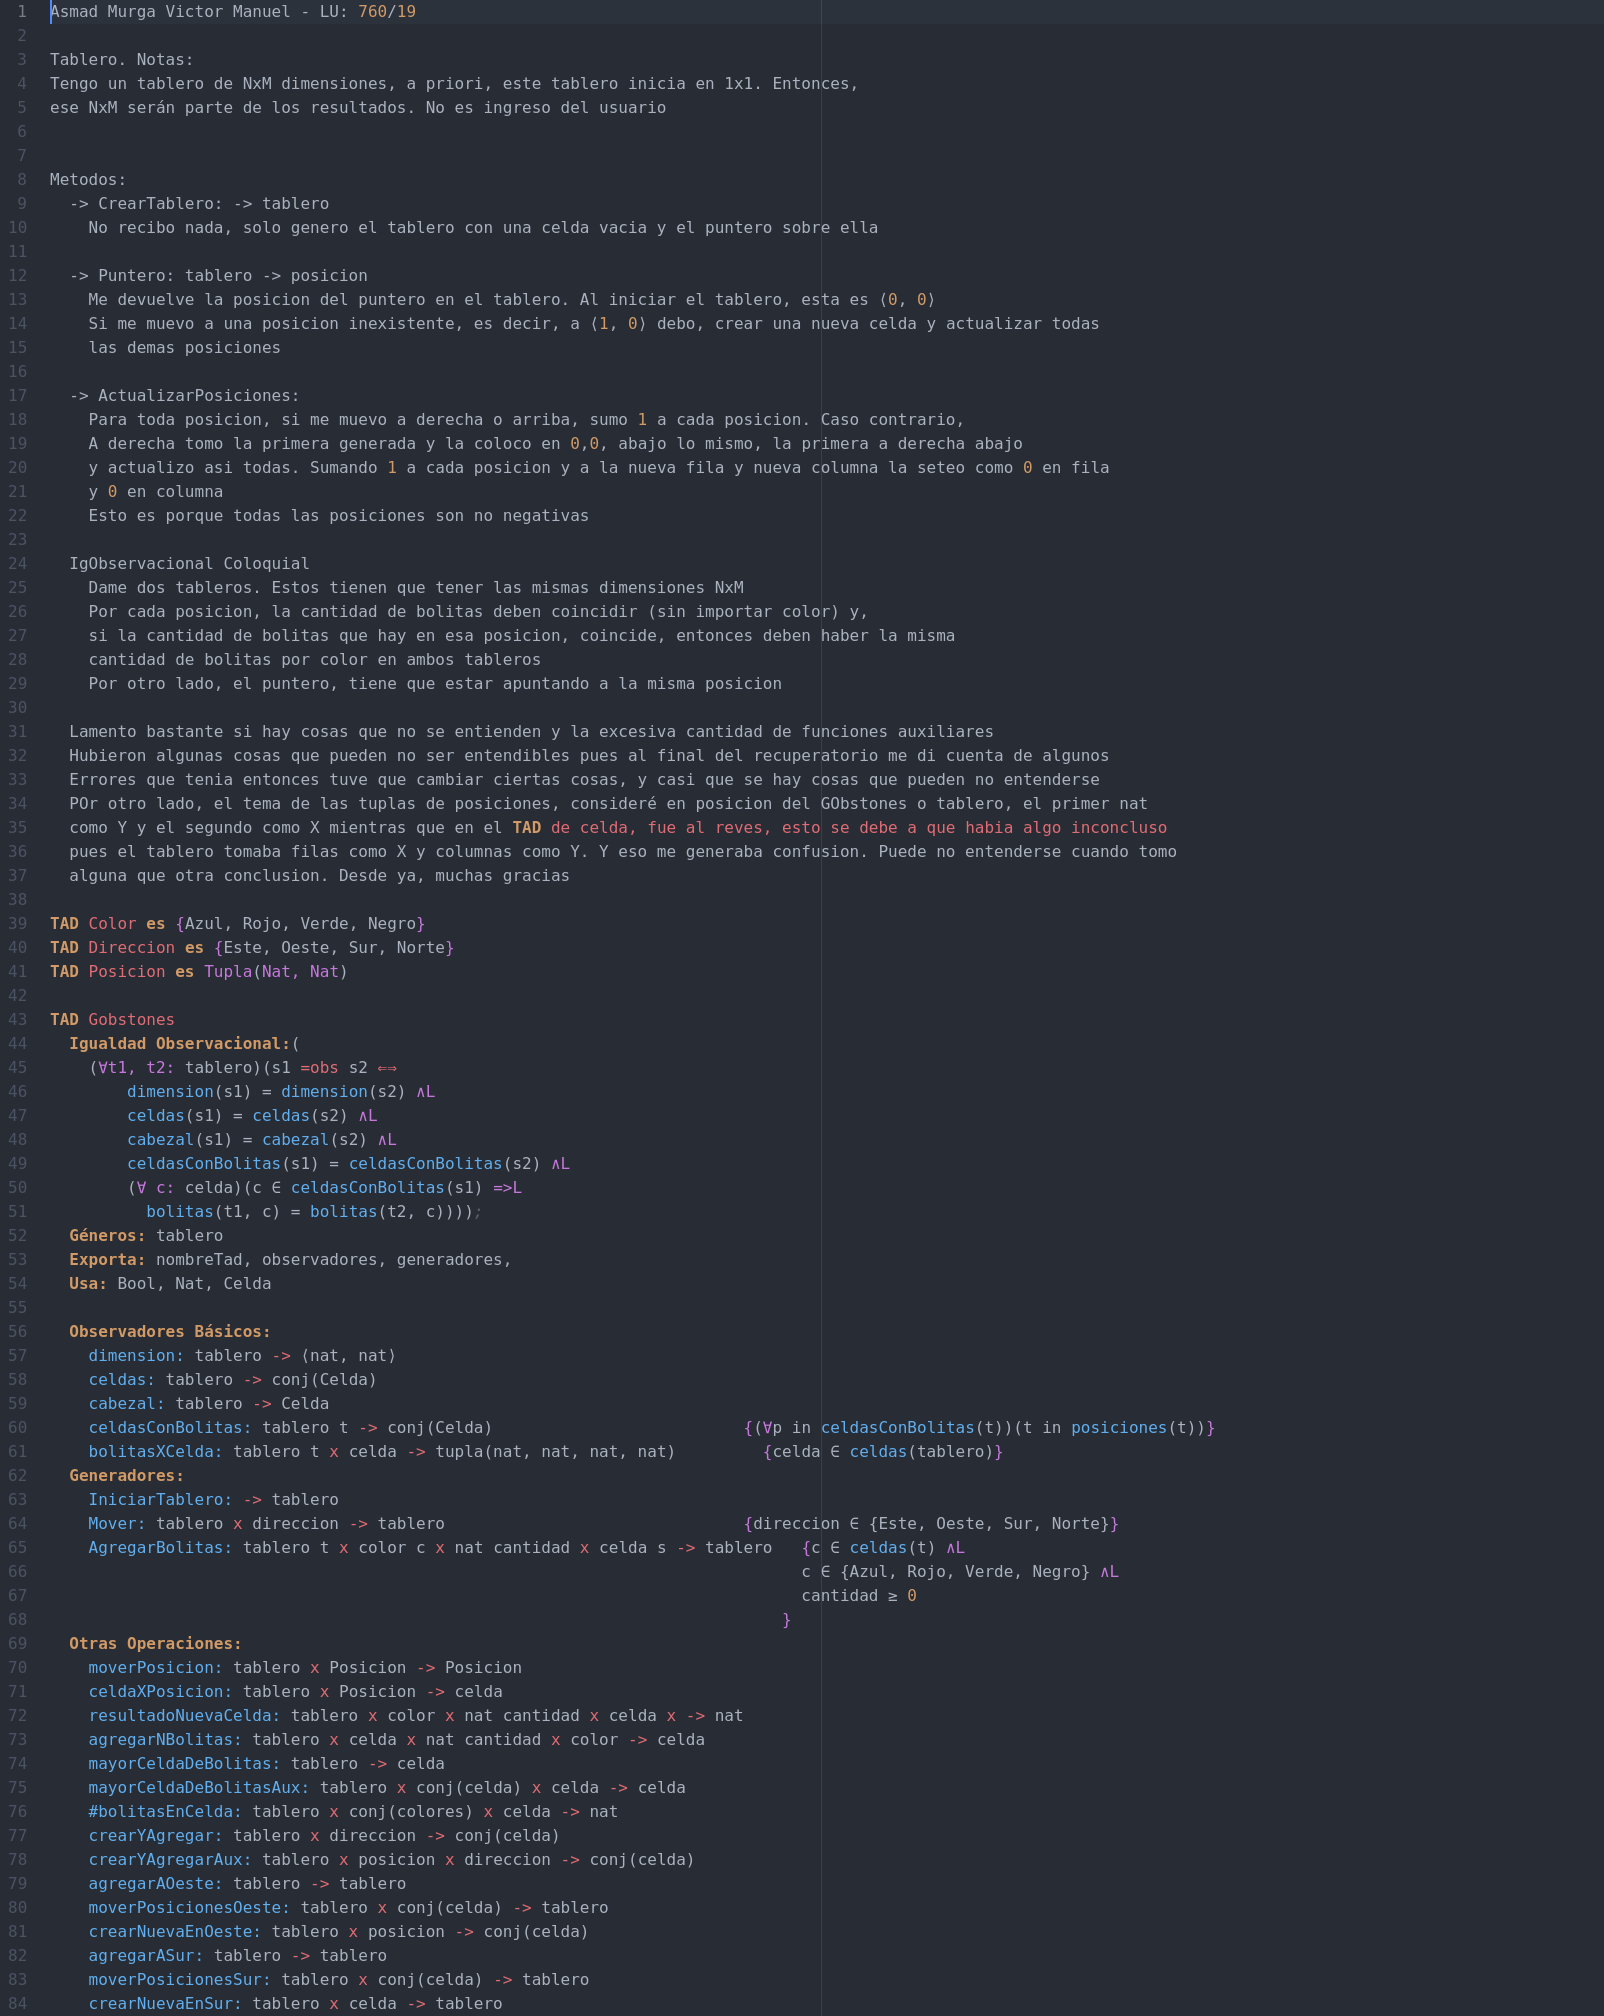 1 Asmad Murga Victor Manuel - LU: 760/19
2
3 Tablero. Notas:
4 Tengo un tablero de NxM dimensiones, a priori, este tablero inicia en 1x1. Entonces,
5 ese NxM serán parte de los resultados. No es ingreso del usuario
6
7
8 Metodos:
9 -> CrearTablero: -> tablero
10 No recibo nada, solo genero el tablero con una celda vacia y el puntero sobre ella
11
12 -> Puntero: tablero -> posicion
13 Me devuelve la posicion del puntero en el tablero. Al iniciar el tablero, esta es ⟨0, 0⟩
14 Si me muevo a una posicion inexistente, es decir, a ⟨1, 0⟩ debo, crear una nueva celda y actualizar todas
15 las demas posiciones
16
17 -> ActualizarPosiciones:
18 Para toda posicion, si me muevo a derecha o arriba, sumo 1 a cada posicion. Caso contrario,
19 A derecha tomo la primera generada y la coloco en 0,0, abajo lo mismo, la primera a derecha abajo
20 y actualizo asi todas. Sumando 1 a cada posicion y a la nueva fila y nueva columna la seteo como 0 en fila
21 y 0 en columna
22 Esto es porque todas las posiciones son no negativas
23
24 IgObservacional Coloquial
25 Dame dos tableros. Estos tienen que tener las mismas dimensiones NxM
26 Por cada posicion, la cantidad de bolitas deben coincidir (sin importar color) y,
27 si la cantidad de bolitas que hay en esa posicion, coincide, entonces deben haber la misma
28 cantidad de bolitas por color en ambos tableros
29 Por otro lado, el puntero, tiene que estar apuntando a la misma posicion
30
31 Lamento bastante si hay cosas que no se entienden y la excesiva cantidad de funciones auxiliares
32 Hubieron algunas cosas que pueden no ser entendibles pues al final del recuperatorio me di cuenta de algunos
33 Errores que tenia entonces tuve que cambiar ciertas cosas, y casi que se hay cosas que pueden no entenderse
34 POr otro lado, el tema de las tuplas de posiciones, consideré en posicion del GObstones o tablero, el primer nat
35 como Y y el segundo como X mientras que en el TAD de celda, fue al reves, esto se debe a que habia algo inconcluso
36 pues el tablero tomaba filas como X y columnas como Y. Y eso me generaba confusion. Puede no entenderse cuando tomo
37 alguna que otra conclusion. Desde ya, muchas gracias
38
39 TAD Color es {Azul, Rojo, Verde, Negro}
40 TAD Direccion es {Este, Oeste, Sur, Norte}
41 TAD Posicion es Tupla(Nat, Nat)
42
43 TAD Gobstones
44 Igualdad Observacional:(
45 (∀t1, t2: tablero)(s1 =obs s2 ⇐⇒
46 dimension(s1) = dimension(s2) ∧L
47 celdas(s1) = celdas(s2) ∧L
48 cabezal(s1) = cabezal(s2) ∧L
49 celdasConBolitas(s1) = celdasConBolitas(s2) ∧L
50 (∀ c: celda)(c ∈ celdasConBolitas(s1) =>L
51 bolitas(t1, c) = bolitas(t2, c))));
52 Géneros: tablero
53 Exporta: nombreTad, observadores, generadores,
54 Usa: Bool, Nat, Celda
55
56 Observadores Básicos:
57 dimension: tablero -> ⟨nat, nat⟩
58 celdas: tablero -> conj(Celda)
59 cabezal: tablero -> Celda
60 celdasConBolitas: tablero t -> conj(Celda) {(∀p in celdasConBolitas(t))(t in posiciones(t))}
61 bolitasXCelda: tablero t x celda -> tupla(nat, nat, nat, nat) {celda ∈ celdas(tablero)}
62 Generadores:
63 IniciarTablero: -> tablero
64 Mover: tablero x direccion -> tablero {direccion ∈ {Este, Oeste, Sur, Norte}}
65 AgregarBolitas: tablero t x color c x nat cantidad x celda s -> tablero {c ∈ celdas(t) ∧L
66 c ∈ {Azul, Rojo, Verde, Negro} ∧L
67 cantidad ≥ 0
68 }
69 Otras Operaciones:
70 moverPosicion: tablero x Posicion -> Posicion
71 celdaXPosicion: tablero x Posicion -> celda
72 resultadoNuevaCelda: tablero x color x nat cantidad x celda x -> nat
73 agregarNBolitas: tablero x celda x nat cantidad x color -> celda
74 mayorCeldaDeBolitas: tablero -> celda
75 mayorCeldaDeBolitasAux: tablero x conj(celda) x celda -> celda
76 #bolitasEnCelda: tablero x conj(colores) x celda -> nat
77 crearYAgregar: tablero x direccion -> conj(celda)
78 crearYAgregarAux: tablero x posicion x direccion -> conj(celda)
79 agregarAOeste: tablero -> tablero
80 moverPosicionesOeste: tablero x conj(celda) -> tablero
81 crearNuevaEnOeste: tablero x posicion -> conj(celda)
82 agregarASur: tablero -> tablero
83 moverPosicionesSur: tablero x conj(celda) -> tablero
84 crearNuevaEnSur: tablero x celda -> tablero